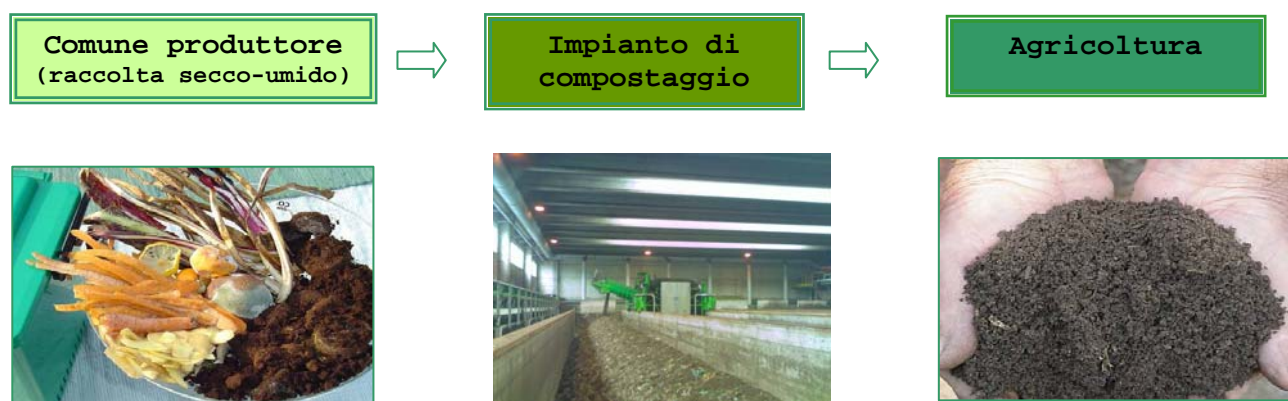 Comune produttore
(raccolta secco-umido)
Impianto di
compostaggio
Agricoltura